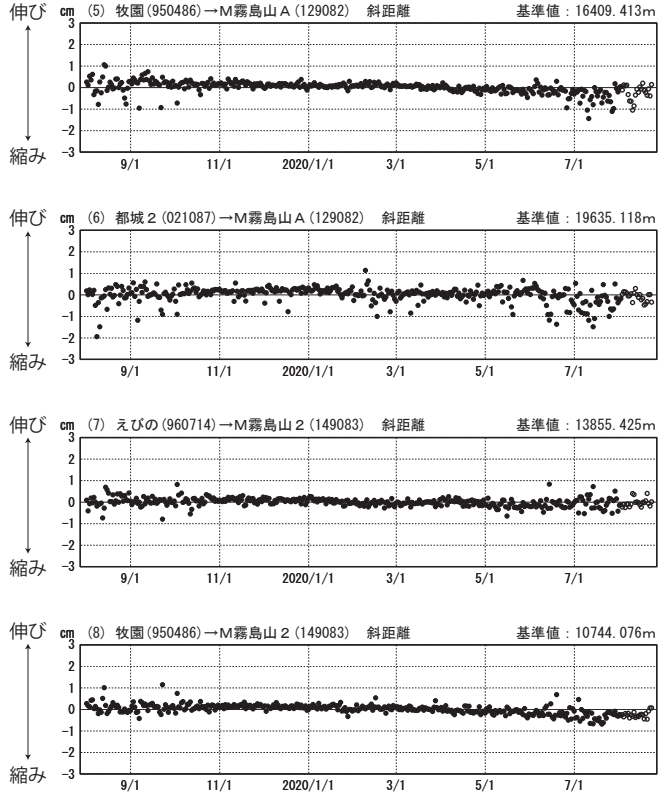 伸び cm (5) 牧園(950486)→M霧島山A(129082) 斜距離 基準値：16409.413m
3
2
1
0
-1
-2
縮み -3
9/1 11/1 2020/1/1 3/1 5/1 7/1
伸び cm (6) 都城2(021087)→M霧島山A(129082) 斜距離 基準値：19635.118m
3
2
1
0
-1
-2
縮み -3
9/1 11/1 2020/1/1 3/1 5/1 7/1
伸び cm (7) えびの(960714)→M霧島山2(149083) 斜距離 基準値：13855.425m
3
2
1
0
-1
-2
縮み -3
9/1 11/1 2020/1/1 3/1 5/1 7/1
伸び cm (8) 牧園(950486)→M霧島山2(149083) 斜距離 基準値：10744.076m
3
2
1
0
-1
-2
縮み -3
9/1 11/1 2020/1/1 3/1 5/1 7/1